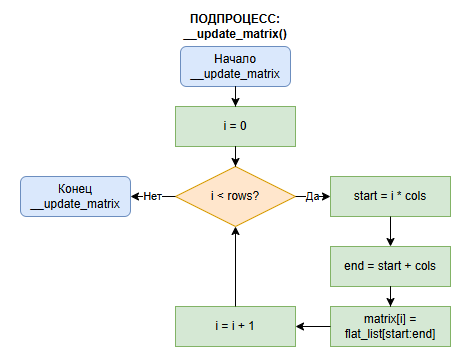 ПОДПРОЦЕСС:
__update_matrix()
Начало
__update_matrix
i = 0
i < rows?
Нет
Да
Конец
__update_matrix
start = i * cols
end = start + cols
matrix[i] =
flat_list[start:end]
i = i + 1